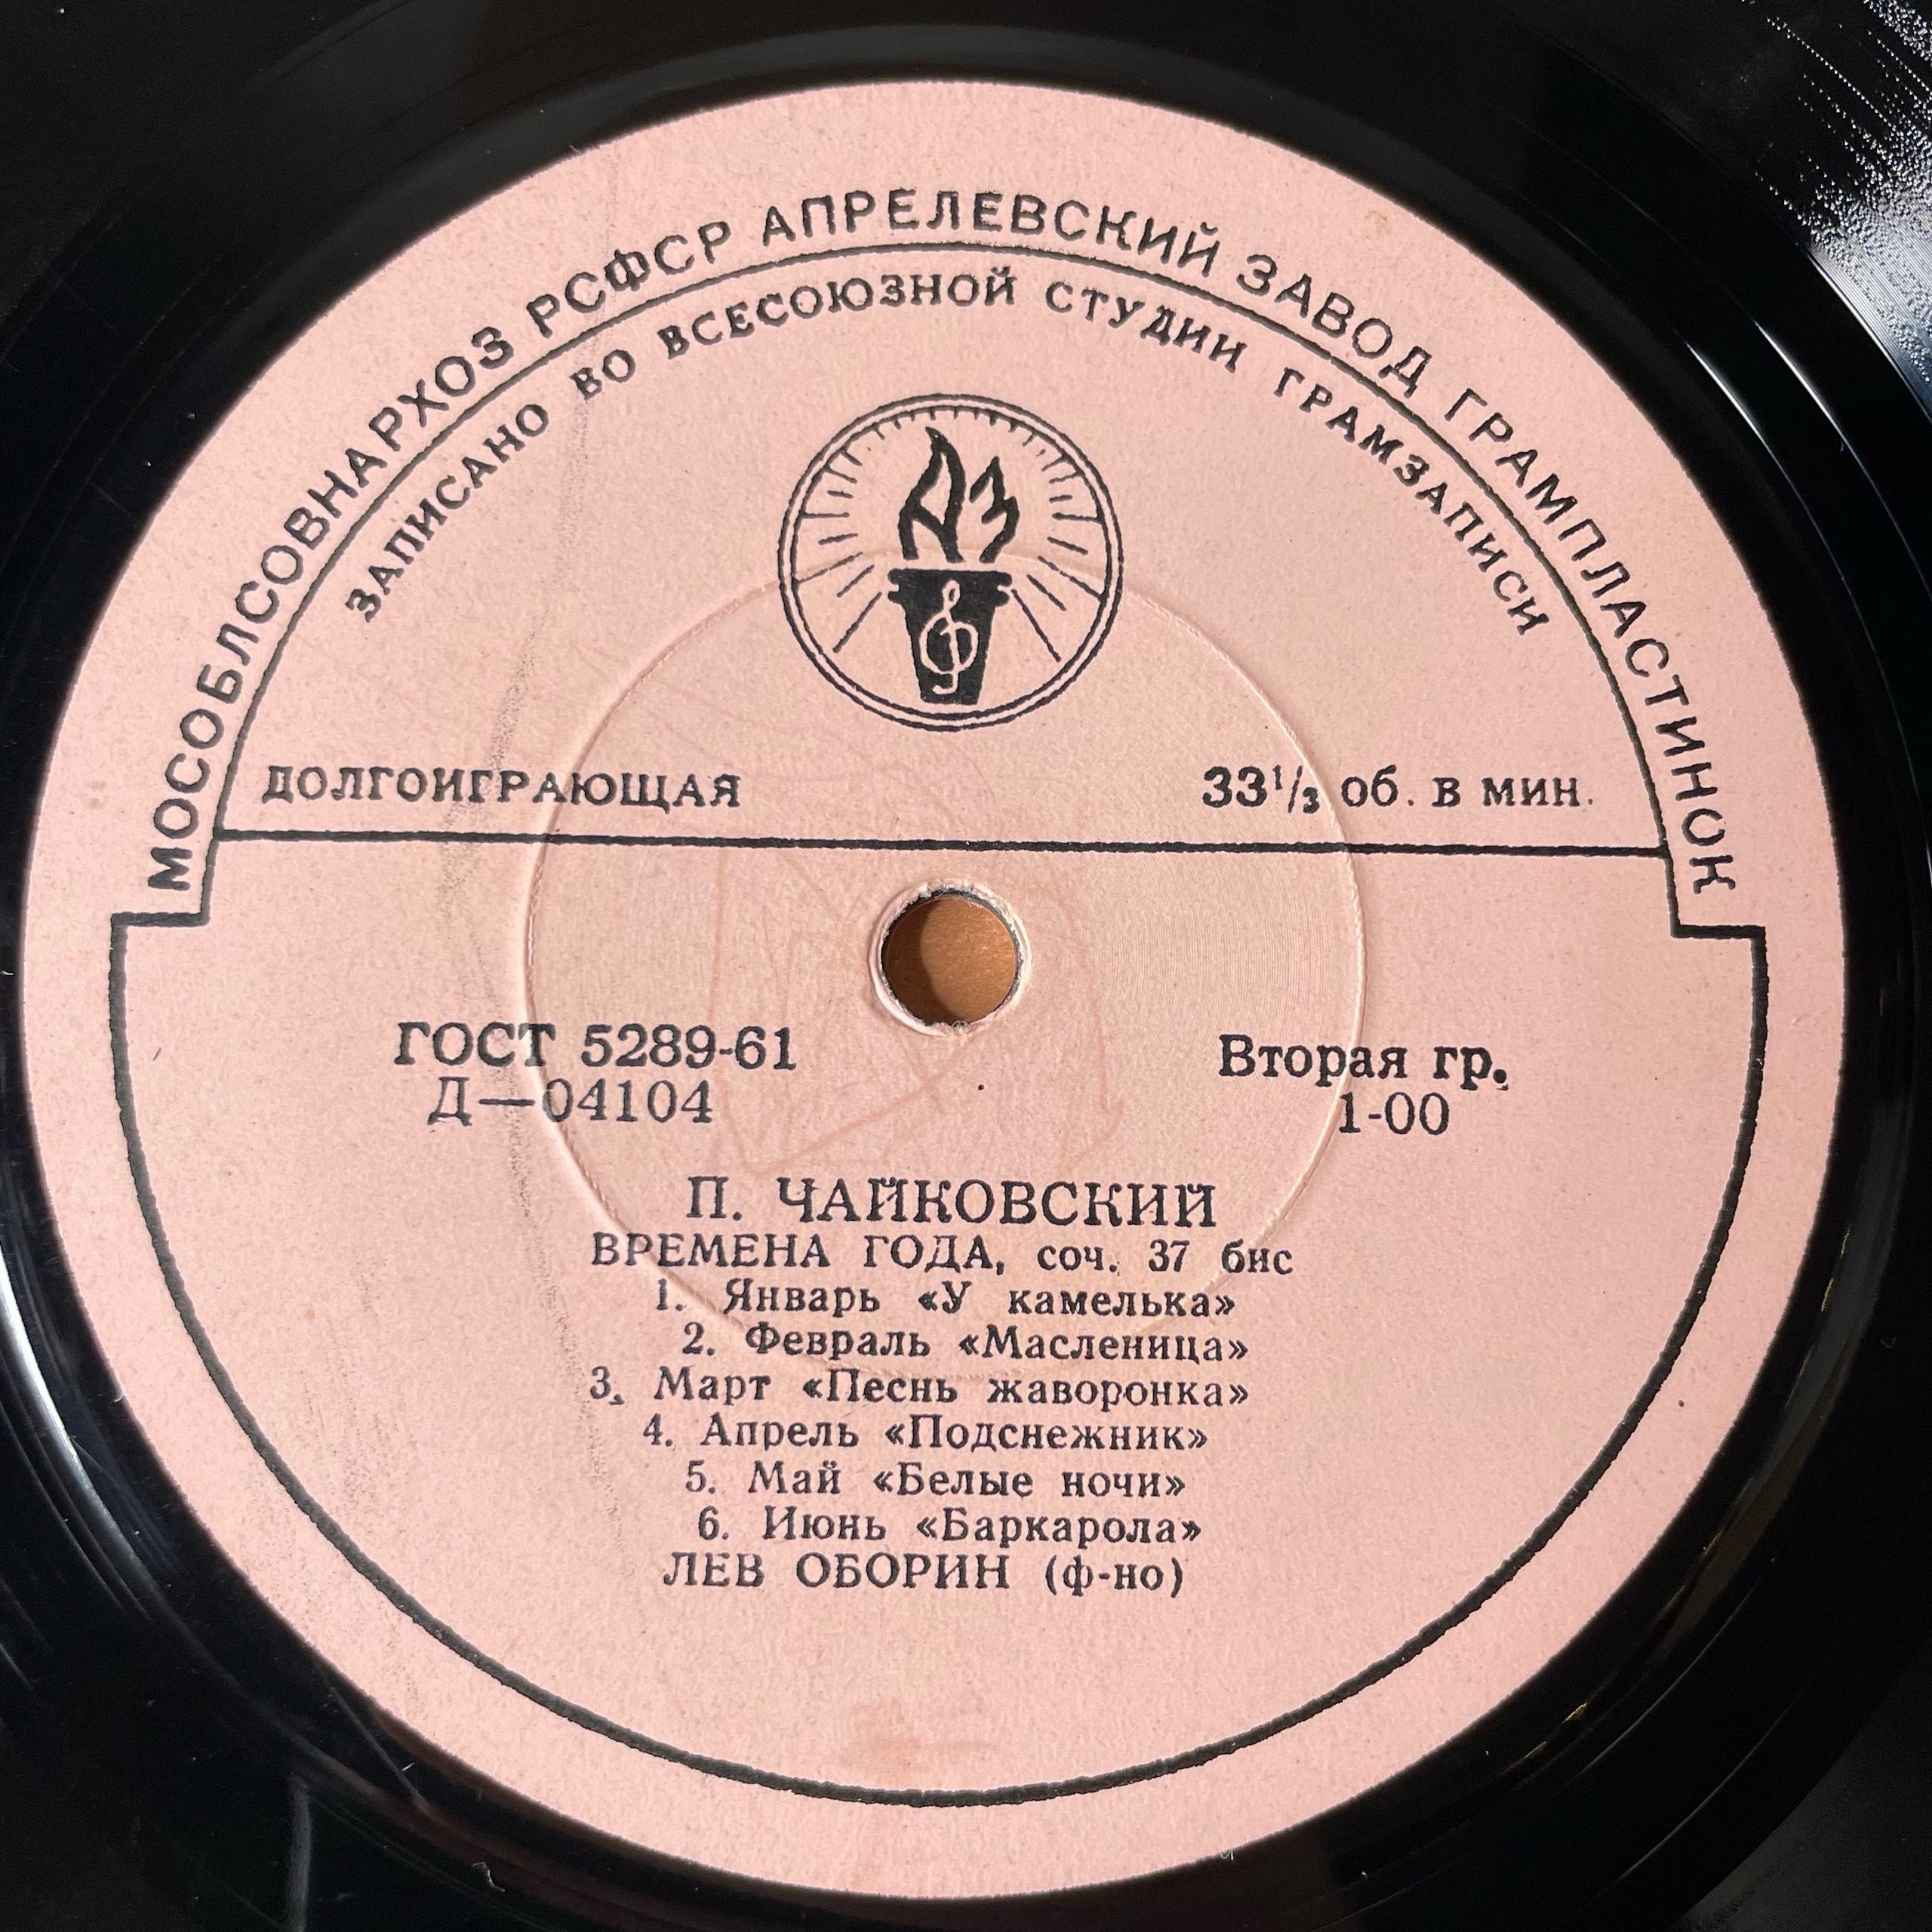 МОСОБЛСОВНАРХОЗ РСФСР АПРЕЛЕВСКИЙ ЗАВОД ГРАМПЛАСТИНОК
ЗАПИСАНО ВО ВСЕСОЮЗНОЙ СТУДИИ ГРАМЗАПИСИ
АЗ
ДОЛГОИГРАЮЩАЯ 33⅓ об. в мин.
ГОСТ 5289-61 Вторая гр.
Д—04104 1-00
П. ЧАЙКОВСКИЙ
ВРЕМЕНА ГОДА, соч. 37 бис
1. Январь «У камелька»
2. Февраль «Масленица»
3. Март «Песнь жаворонка»
4. Апрель «Подснежник»
5. Май «Белые ночи»
6. Июнь «Баркарола»
ЛЕВ ОБОРИН (ф-но)